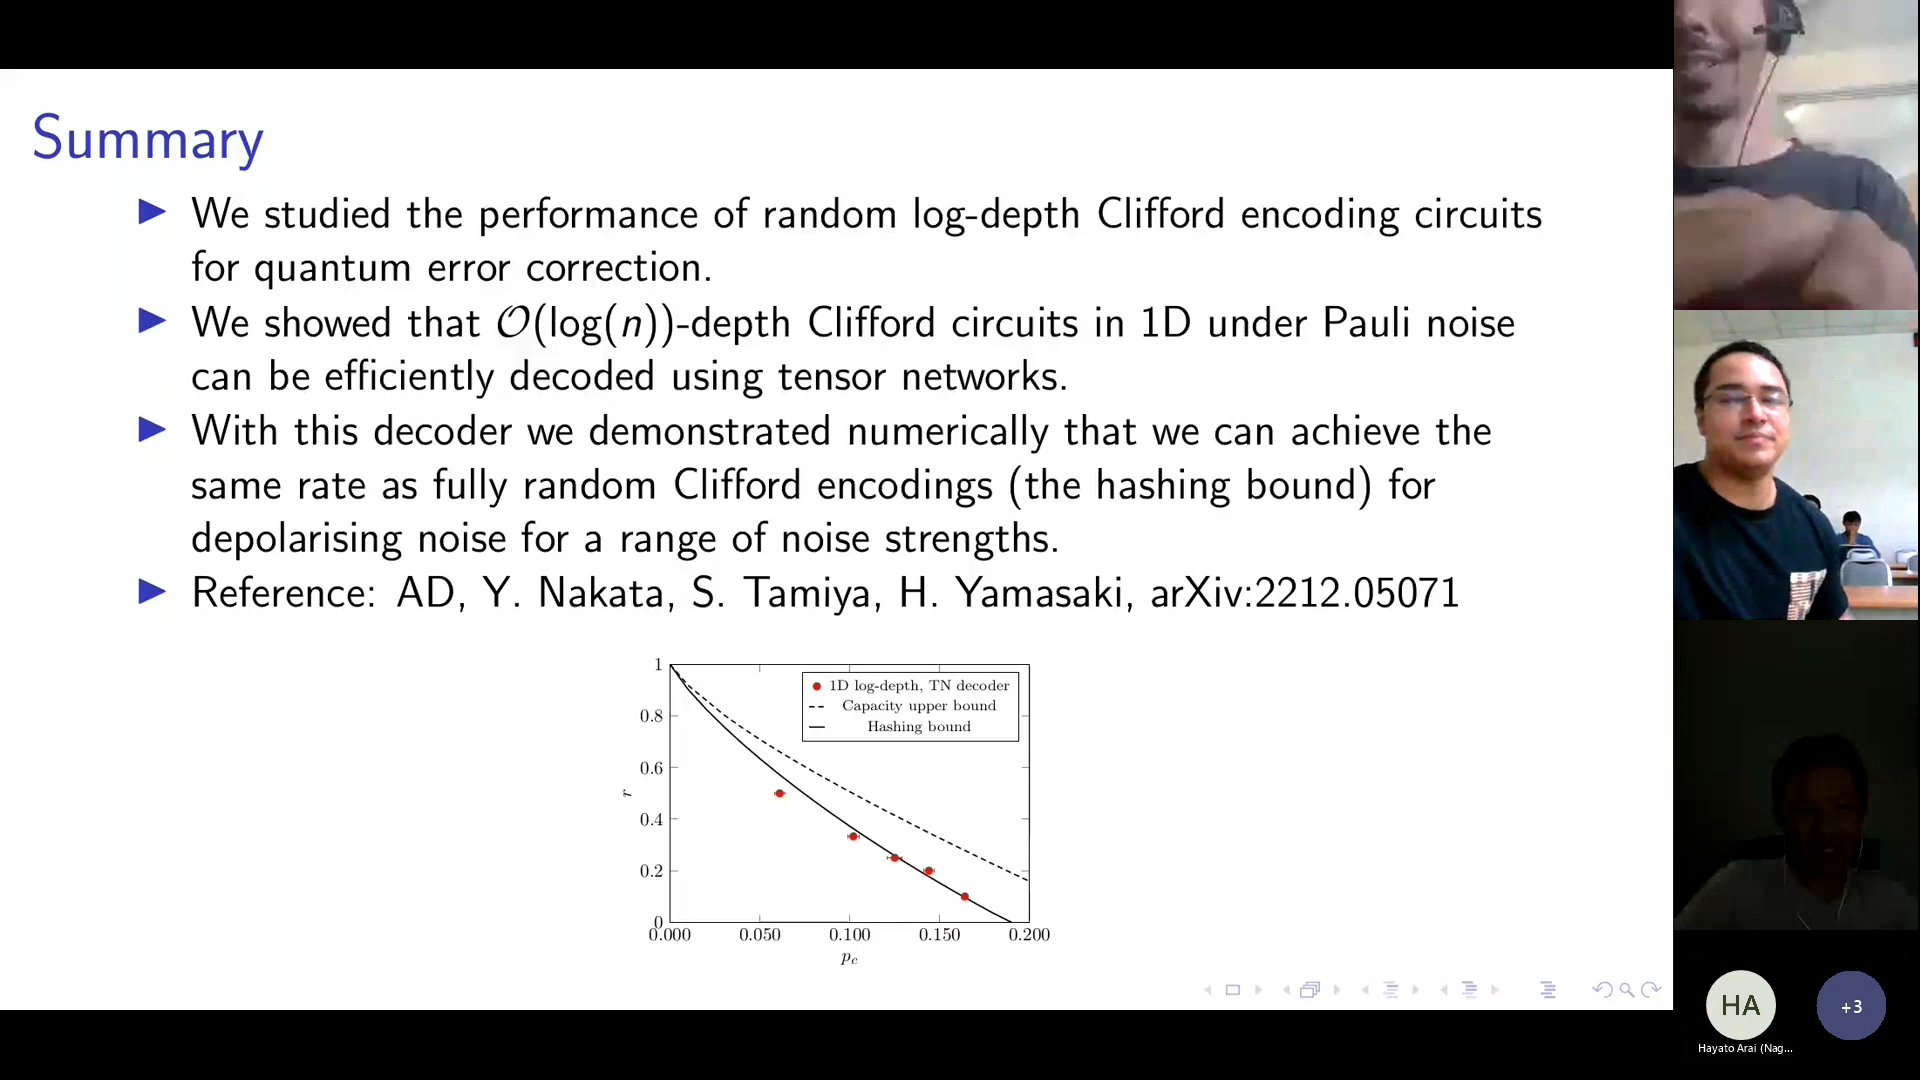 Summary
▶ We studied the performance of random log-depth Clifford encoding circuits
for quantum error correction.
▶ We showed that 𝒪(log(n))-depth Clifford circuits in 1D under Pauli noise
can be efficiently decoded using tensor networks.
▶ With this decoder we demonstrated numerically that we can achieve the
same rate as fully random Clifford encodings (the hashing bound) for
depolarising noise for a range of noise strengths.
▶ Reference: AD, Y. Nakata, S. Tamiya, H. Yamasaki, arXiv:2212.05071
1
0.8
0.6
0.4
0.2
0
r
1D log-depth, TN decoder
Capacity upper bound
Hashing bound
0.000 0.050 0.100 0.150 0.200
p_c
HA
+3
Hayato Arai (Nag...